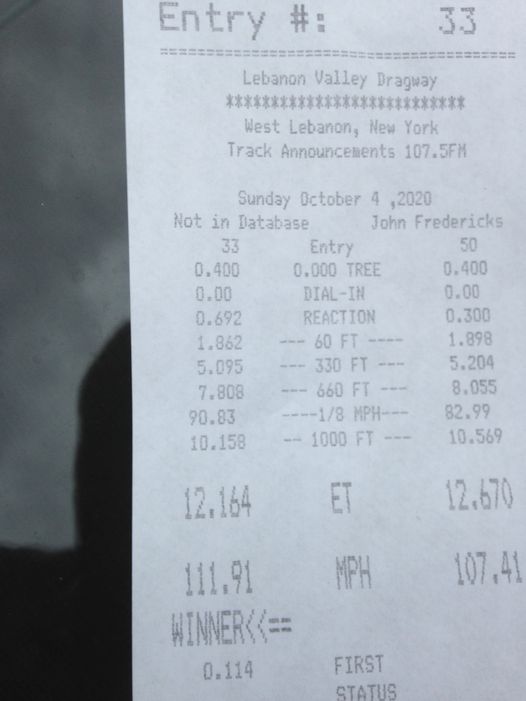 Entry #: 33
==========================================
Lebanon Valley Dragway
***************************
West Lebanon, New York
Track Announcements 107.5FM
Sunday October 4 ,2020
Not in Database John Fredericks
33 Entry 50
0.400 0.000 TREE 0.400
0.00 DIAL-IN 0.00
0.692 REACTION 0.300
1.862 --- 60 FT ---- 1.898
5.095 --- 330 FT --- 5.204
7.808 --- 660 FT --- 8.055
90.83 ----1/8 MPH--- 82.99
10.158 -- 1000 FT --- 10.569
12.164 ET 12.670
111.91 MPH 107.41
WINNER<<==
0.114 FIRST
STATUS